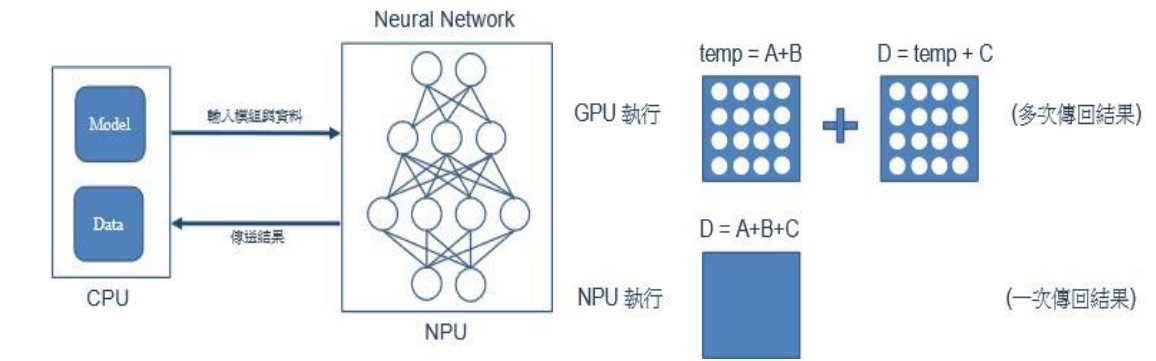 Neural Network
Model
Data
CPU
輸入模組與資料
傳送結果
NPU
temp = A+B
D = temp + C
GPU 執行
(多次傳回結果)
D = A+B+C
NPU 執行
(一次傳回結果)